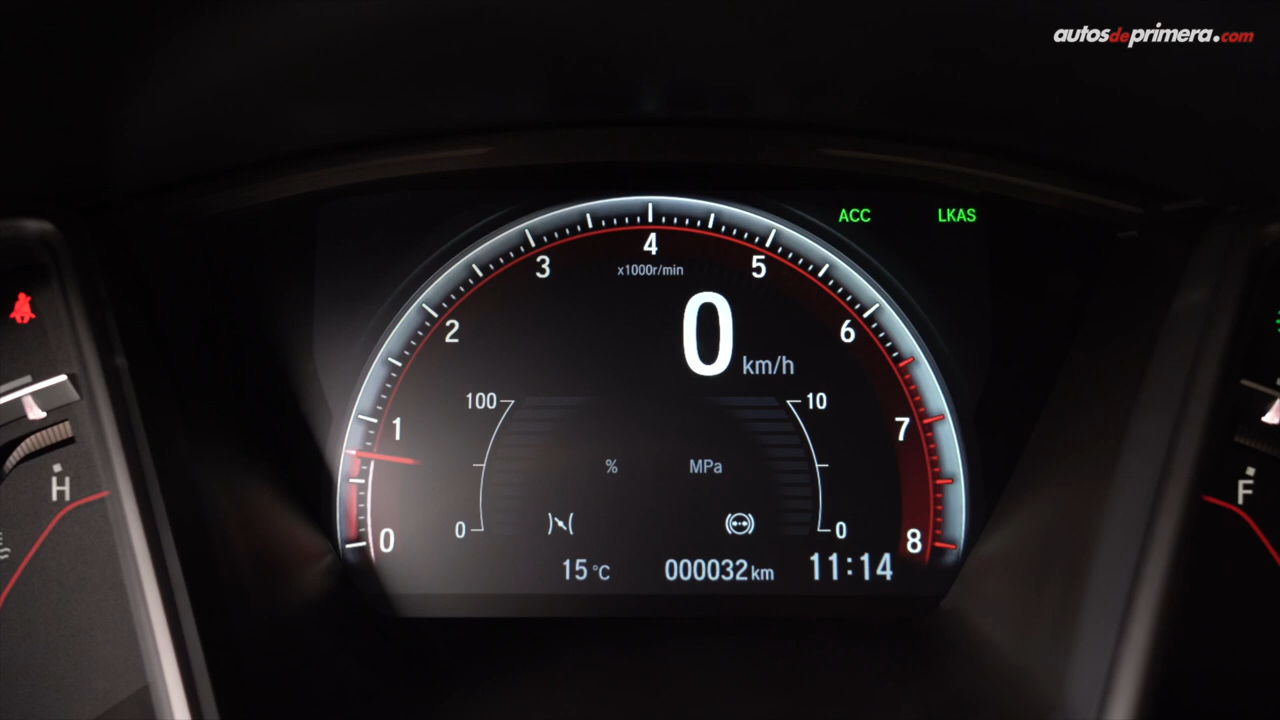 autosdeprimera.com
ACC LKAS
4
x1000r/min
3 5
0 km/h
2 6
100 10
1 7
% MPa
H F
0 0
0 8
15 °C 000032 km 11:14